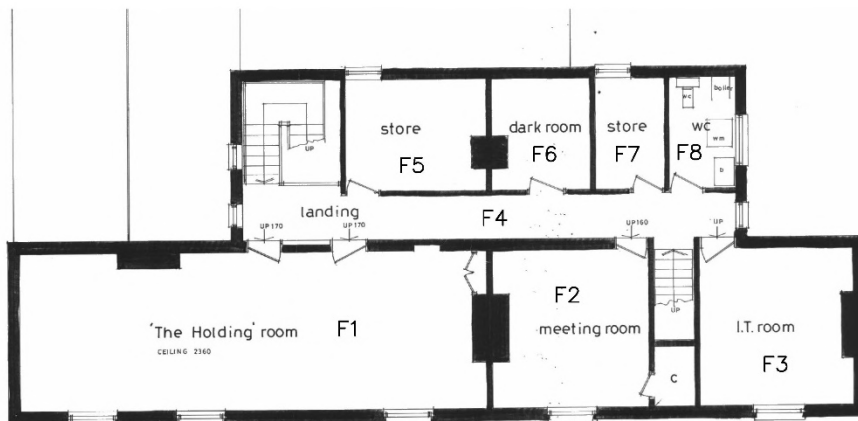 wc
boiler
store
dark room
store
wc
wm
UP
F5
F6
F7
F8
b
landing
F4
UP 170
UP 170
UP 160
UP
F2
'The Holding' room
F1
meeting room
UP
I.T. room
CEILING 2360
F3
c